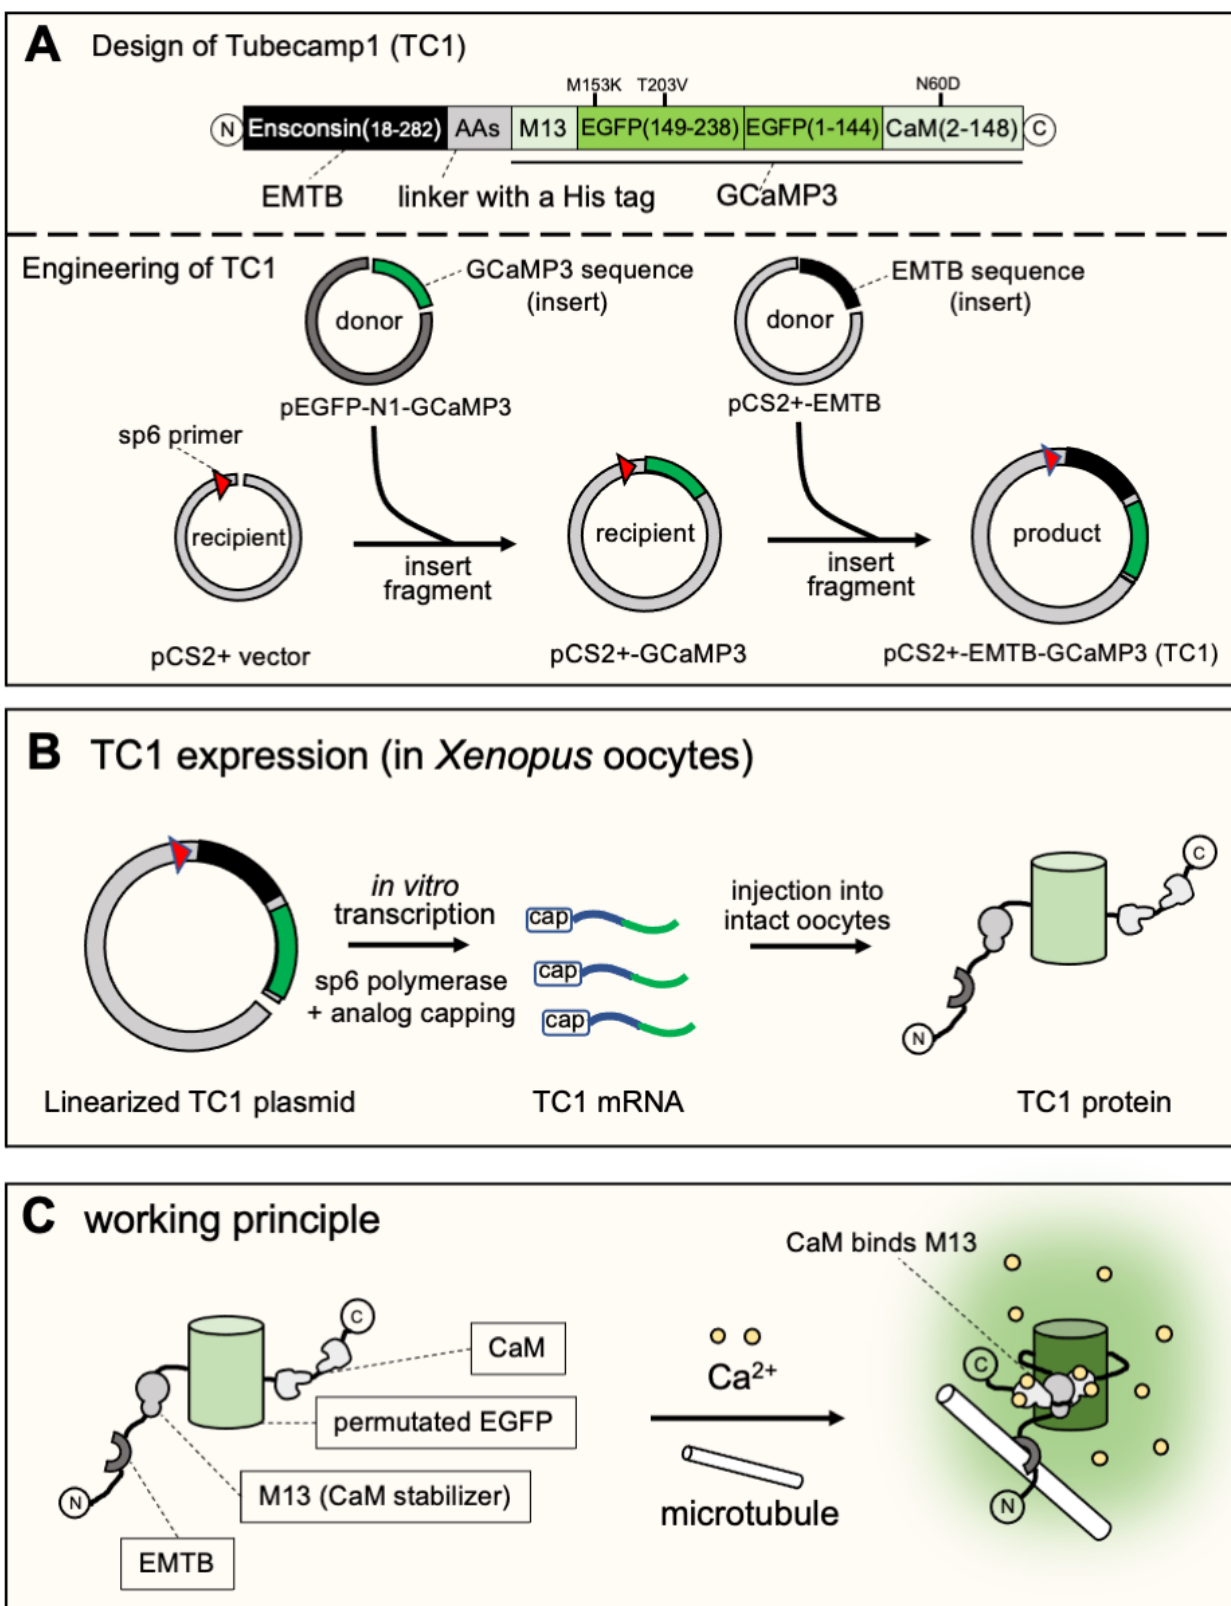 A Design of Tubecamp1 (TC1)
M153K T203V N60D
N Ensconsin(18-282) AAs M13 EGFP(149-238) EGFP(1-144) CaM(2-148) C
EMTB linker with a His tag GCaMP3
Engineering of TC1
GCaMP3 sequence
(insert)
EMTB sequence
(insert)
donor
donor
pEGFP-N1-GCaMP3
pCS2+-EMTB
sp6 primer
recipient
insert
fragment
recipient
insert
fragment
product
pCS2+ vector
pCS2+-GCaMP3
pCS2+-EMTB-GCaMP3 (TC1)
B TC1 expression (in Xenopus oocytes)
in vitro
transcription
sp6 polymerase
+ analog capping
cap
cap
cap
injection into
intact oocytes
C
N
Linearized TC1 plasmid
TC1 mRNA
TC1 protein
C working principle
CaM binds M13
C
CaM
permutated EGFP
M13 (CaM stabilizer)
N
EMTB
Ca2+
microtubule
C
N